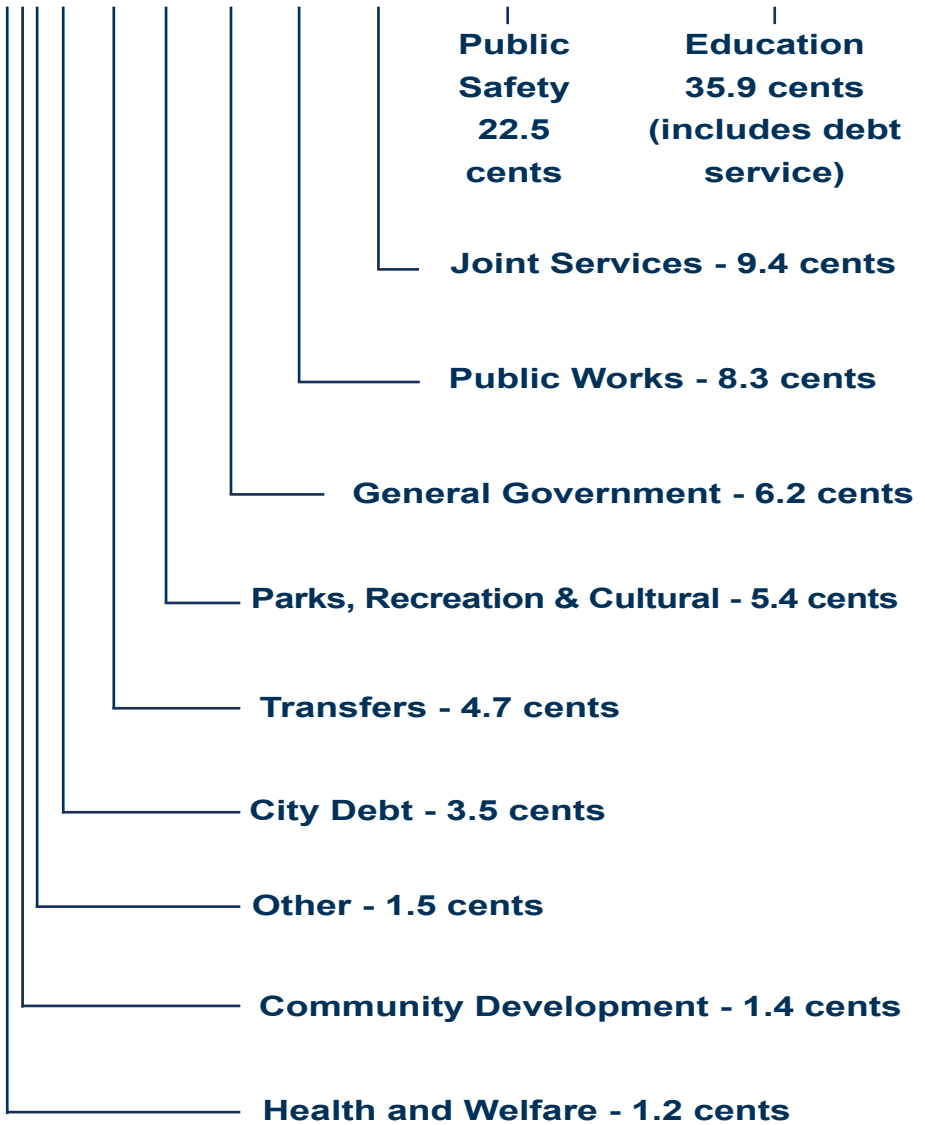 Public
Safety
22.5
cents
Education
35.9 cents
(includes debt
service)
Joint Services - 9.4 cents
Public Works - 8.3 cents
General Government - 6.2 cents
Parks, Recreation & Cultural - 5.4 cents
Transfers - 4.7 cents
City Debt - 3.5 cents
Other - 1.5 cents
Community Development - 1.4 cents
Health and Welfare - 1.2 cents